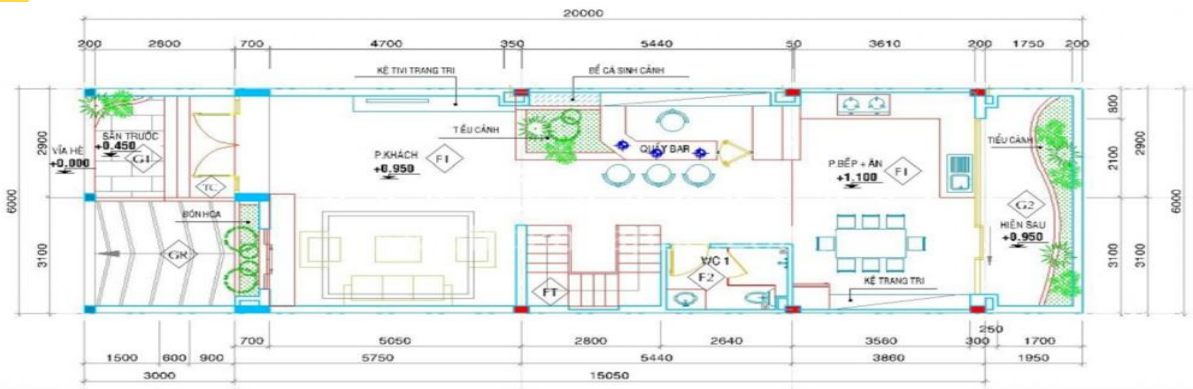 20000
200 2600 700 4700 350 5440 50 3610 200 1750 200
KỆ TIVI TRANG TRI
BỂ CÁ SINH CẢNH
TIỂU CẢNH
QUẦY BAR
SÂN TRƯỚC
+0.450
G1
VỈA HÈ
+0.000
P.KHÁCH
+0.950
F1
P.BẾP + ĂN
+1.100
F1
TIỂU CẢNH
TC
BỒN HOA
GR
G2
HIÊN SAU
+0.950
WC 1
F2
FT
KỆ TRANG TRI
6000
2900
3100
800
2100
3100
2900
3100
6000
250
700 5050 2800 2640 3560 300 1700
1500 600 900 5750 5440 3860 1950
3000 15050